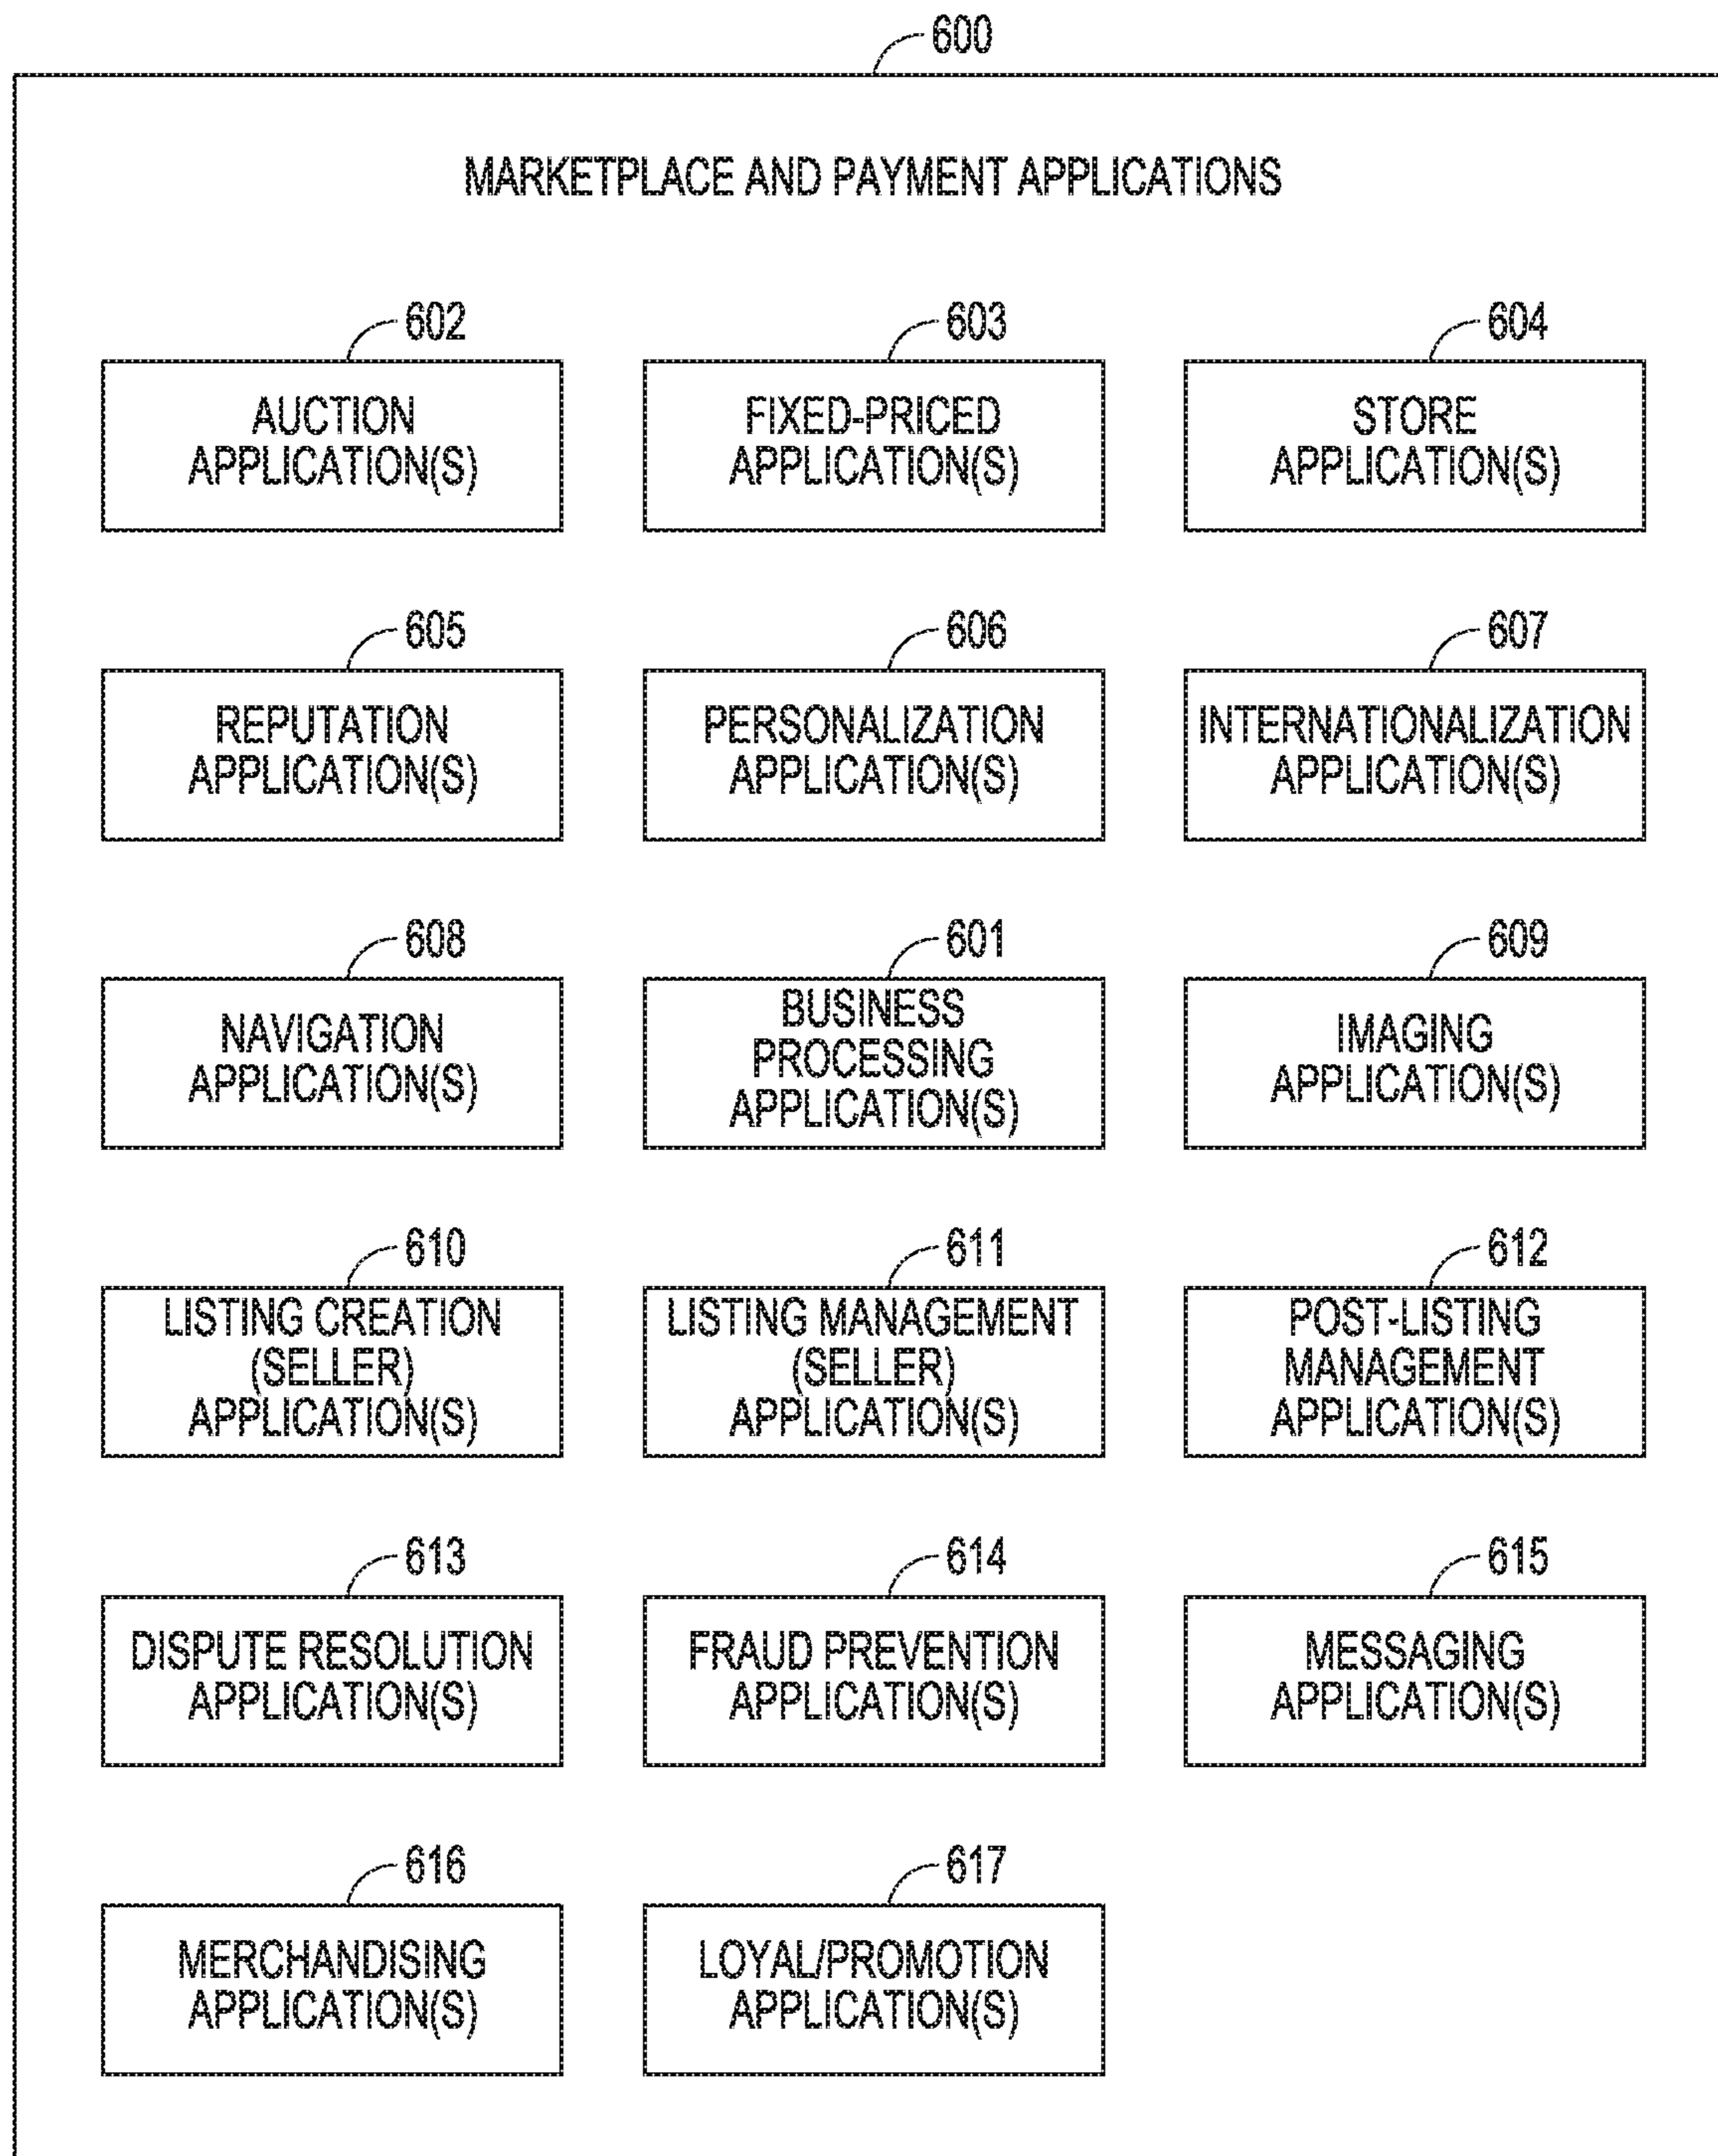 600
MARKETPLACE AND PAYMENT APPLICATIONS
602
AUCTION
APPLICATION(S)
603
FIXED-PRICED
APPLICATION(S)
604
STORE
APPLICATION(S)
605
REPUTATION
APPLICATION(S)
606
PERSONALIZATION
APPLICATION(S)
607
INTERNATIONALIZATION
APPLICATION(S)
608
NAVIGATION
APPLICATION(S)
601
BUSINESS
PROCESSING
APPLICATION(S)
609
IMAGING
APPLICATION(S)
610
LISTING CREATION
(SELLER)
APPLICATION(S)
611
LISTING MANAGEMENT
(SELLER)
APPLICATION(S)
612
POST-LISTING
MANAGEMENT
APPLICATION(S)
613
DISPUTE RESOLUTION
APPLICATION(S)
614
FRAUD PREVENTION
APPLICATION(S)
615
MESSAGING
APPLICATION(S)
616
MERCHANDISING
APPLICATION(S)
617
LOYAL/PROMOTION
APPLICATION(S)